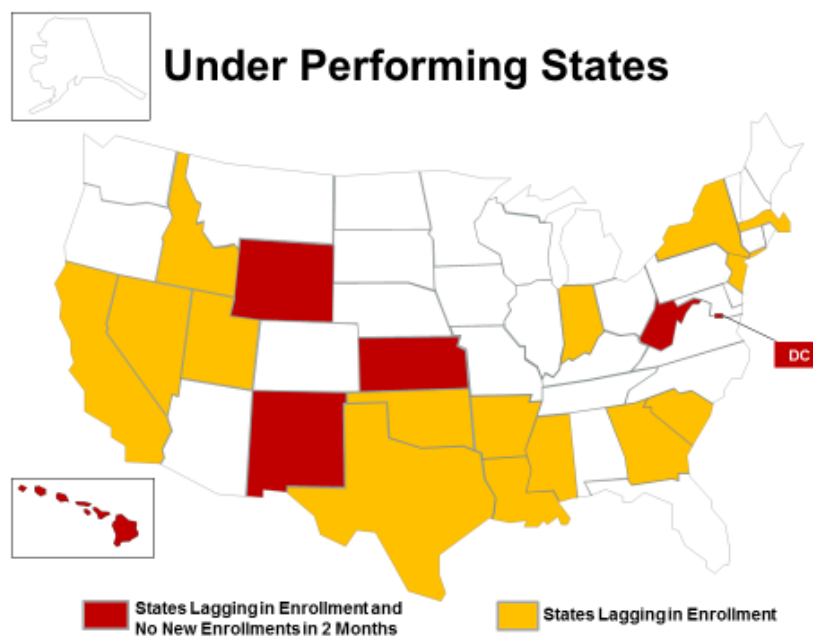 Under Performing States
DC
States Lagging in Enrollment and
No New Enrollments in 2 Months
States Lagging in Enrollment